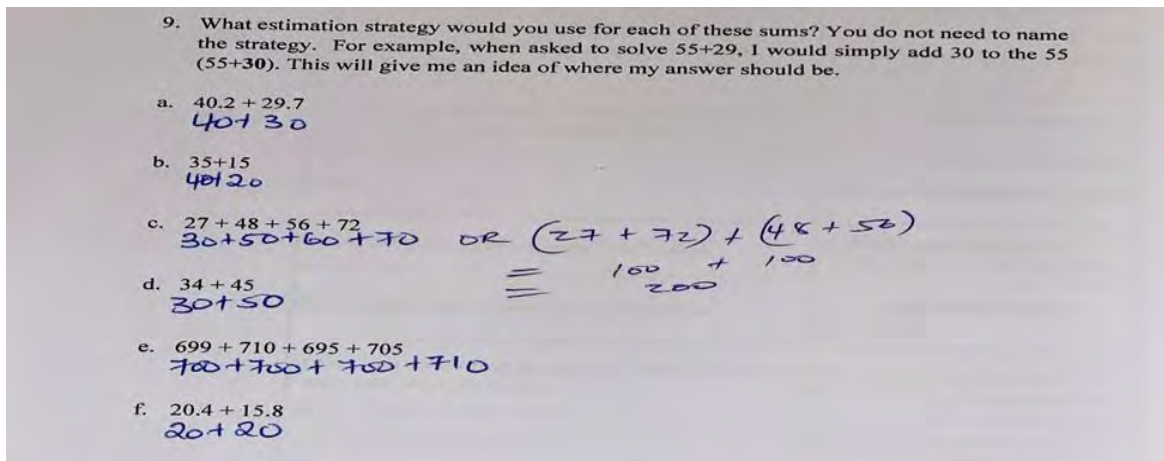 9. What estimation strategy would you use for each of these sums? You do not need to name
the strategy. For example, when asked to solve 55+29, I would simply add 30 to the 55
(55+30). This will give me an idea of where my answer should be.
a. 40.2 + 29.7
40+ 30
b. 35+15
40+20
c. 27 + 48 + 56 + 72
30+50+60+70 OR (27 + 72) + (48 + 56)
= 100 + 100
d. 34 + 45 = 200
30+50
e. 699 + 710 + 695 + 705
700+700+ 700 +710
f. 20.4 + 15.8
20+20